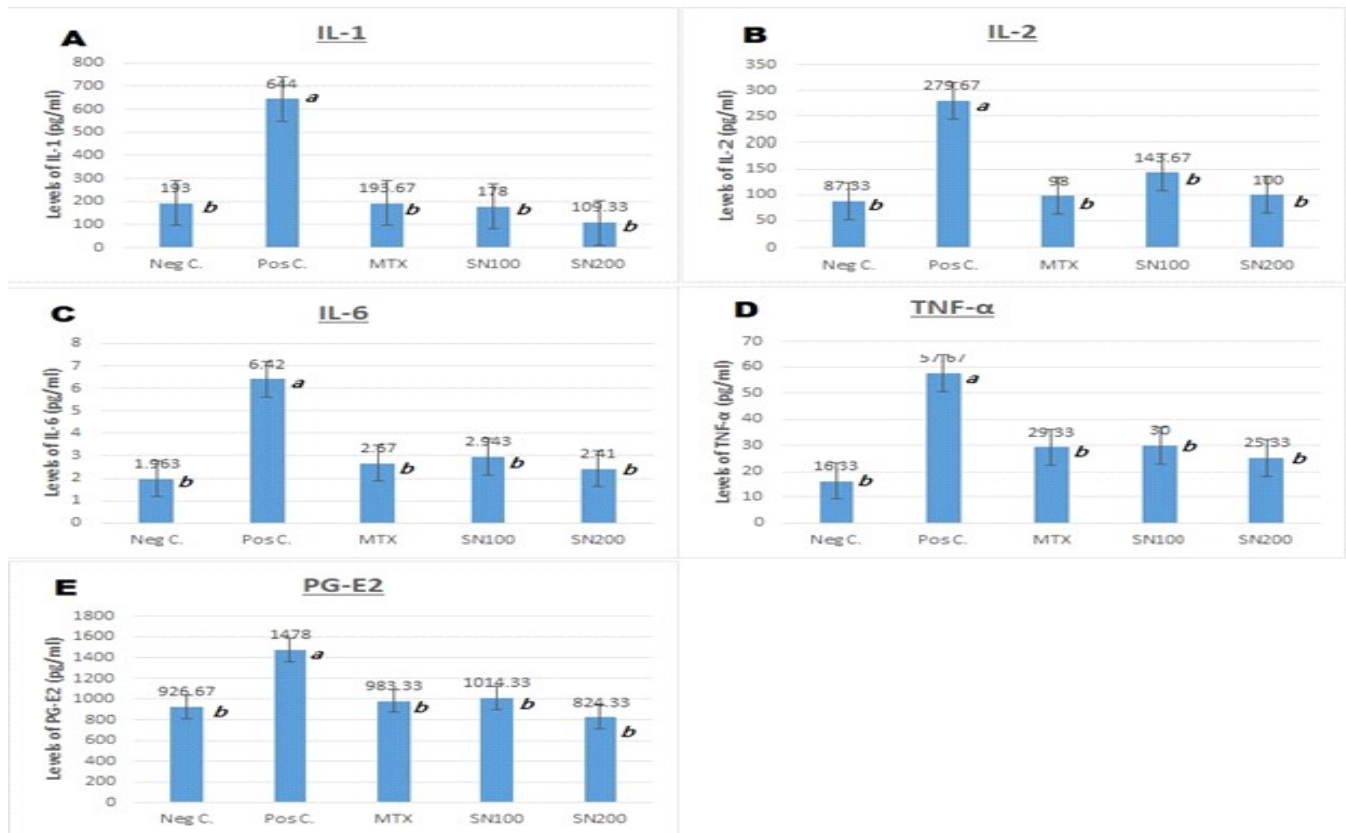 A
IL-1
Levels of IL-1 (pg/ml)
800
700
600
500
400
300
200
100
0
193
644
193.67
178
109.33
b
a
b
b
b
Neg C.
Pos C.
MTX
SN100
SN200
B
IL-2
Levels of IL-2 (pg/ml)
350
300
250
200
150
100
50
0
87.33
279.67
98
143.67
100
b
a
b
b
b
Neg C.
Pos C.
MTX
SN100
SN200
C
IL-6
Levels of IL-6 (pg/ml)
8
7
6
5
4
3
2
1
0
1.963
6.42
2.67
2.943
2.41
b
a
b
b
b
Neg C.
Pos C.
MTX
SN100
SN200
D
TNF-α
Levels of TNF-α (pg/ml)
70
60
50
40
30
20
10
0
16.33
57.67
29.33
30
25.33
b
a
b
b
b
Neg C.
Pos C.
MTX
SN100
SN200
E
PG-E2
Levels of PG-E2 (pg/ml)
1800
1600
1400
1200
1000
800
600
400
200
0
926.67
1478
983.33
1014.33
824.33
b
a
b
b
b
Neg C.
Pos C.
MTX
SN100
SN200